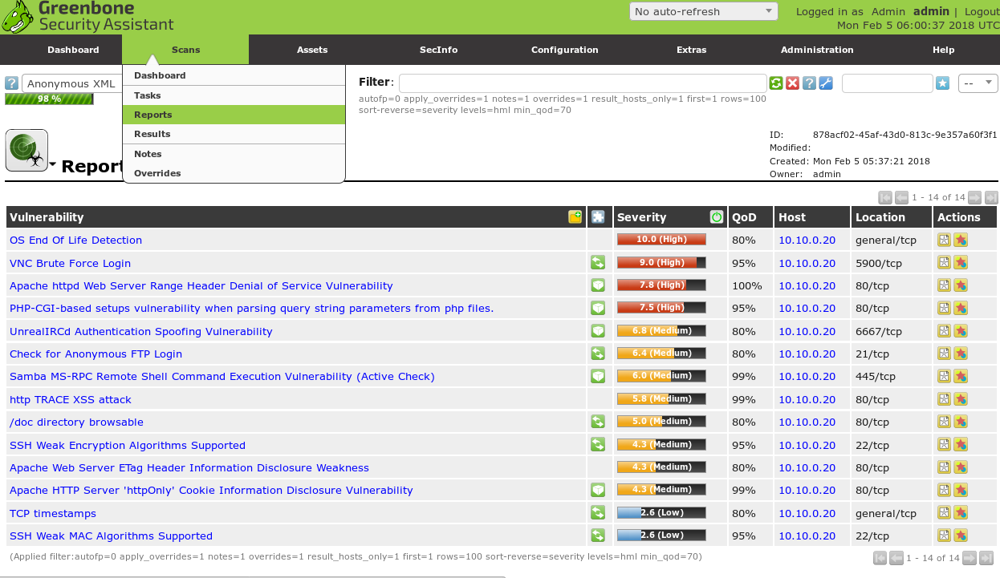 Greenbone
Security Assistant
No auto-refresh
Logged in as Admin admin | Logout
Mon Feb 5 06:00:37 2018 UTC
Dashboard Scans Assets SecInfo Configuration Extras Administration Help
? Anonymous XML
98 %
Dashboard
Tasks
Reports
Results
Notes
Overrides
Filter:
? --
autofp=0 apply_overrides=1 notes=1 overrides=1 result_hosts_only=1 first=1 rows=100
sort-reverse=severity levels=hml min_qod=70
Report
ID: 878acf02-45af-43d0-813c-9e357a60f3f1
Modified:
Created: Mon Feb 5 05:37:21 2018
Owner: admin
1 - 14 of 14
Vulnerability Severity QoD Host Location Actions
OS End Of Life Detection 10.0 (High) 80% 10.10.0.20 general/tcp
VNC Brute Force Login 9.0 (High) 95% 10.10.0.20 5900/tcp
Apache httpd Web Server Range Header Denial of Service Vulnerability 7.8 (High) 100% 10.10.0.20 80/tcp
PHP-CGI-based setups vulnerability when parsing query string parameters from php files. 7.5 (High) 95% 10.10.0.20 80/tcp
UnrealIRCd Authentication Spoofing Vulnerability 6.8 (Medium) 80% 10.10.0.20 6667/tcp
Check for Anonymous FTP Login 6.4 (Medium) 80% 10.10.0.20 21/tcp
Samba MS-RPC Remote Shell Command Execution Vulnerability (Active Check) 6.0 (Medium) 99% 10.10.0.20 445/tcp
http TRACE XSS attack 5.8 (Medium) 99% 10.10.0.20 80/tcp
/doc directory browsable 5.0 (Medium) 80% 10.10.0.20 80/tcp
SSH Weak Encryption Algorithms Supported 4.3 (Medium) 95% 10.10.0.20 22/tcp
Apache Web Server ETag Header Information Disclosure Weakness 4.3 (Medium) 80% 10.10.0.20 80/tcp
Apache HTTP Server 'httpOnly' Cookie Information Disclosure Vulnerability 4.3 (Medium) 99% 10.10.0.20 80/tcp
TCP timestamps 2.6 (Low) 80% 10.10.0.20 general/tcp
SSH Weak MAC Algorithms Supported 2.6 (Low) 95% 10.10.0.20 22/tcp
(Applied filter:autofp=0 apply_overrides=1 notes=1 overrides=1 result_hosts_only=1 first=1 rows=100 sort-reverse=severity levels=hml min_qod=70)
1 - 14 of 14